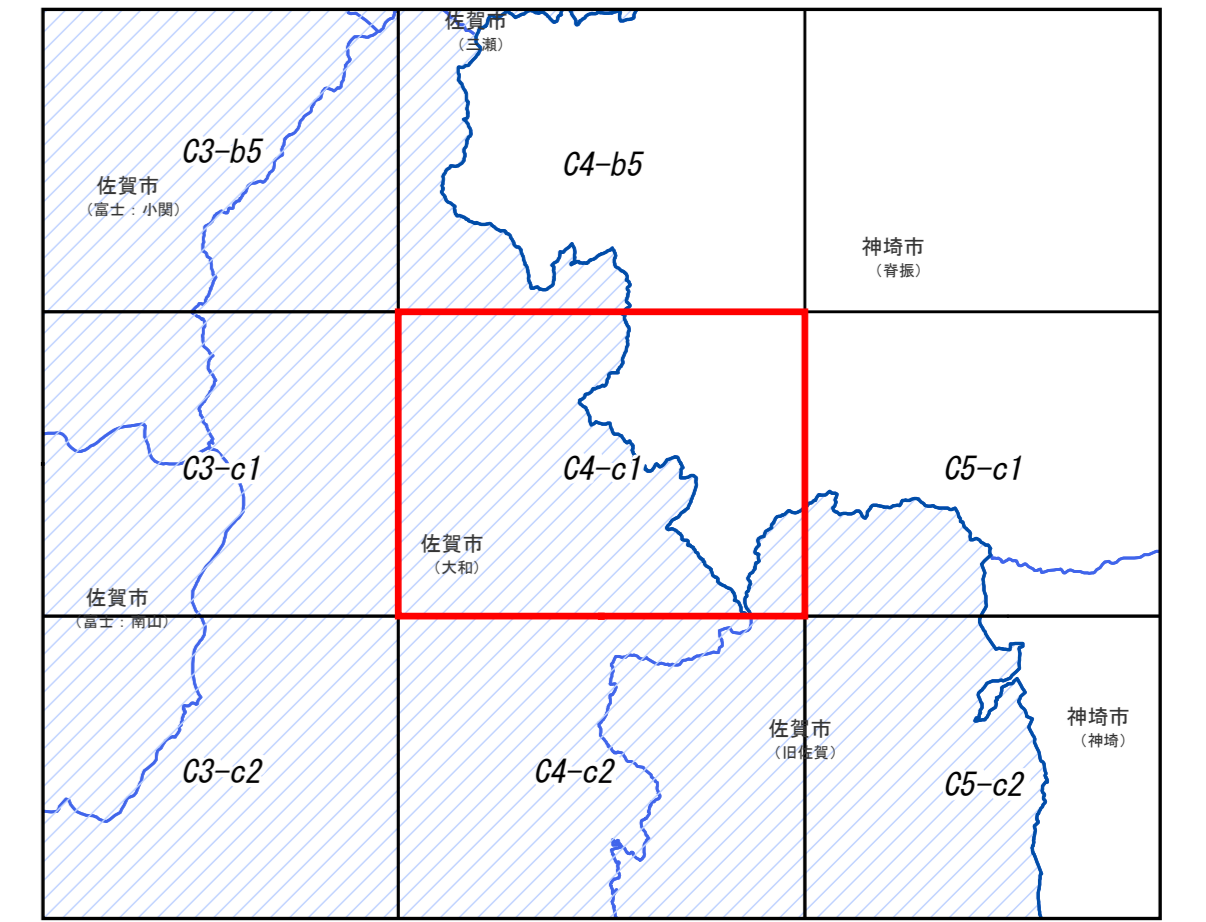 佐賀市
（三瀬）
C3-b5
C4-b5
佐賀市
（富士：小関）
神埼市
（脊振）
C3-c1
C4-c1
C5-c1
佐賀市
（大和）
佐賀市
（富士：南山）
佐賀市
（旧佐賀）
神埼市
（神埼）
C3-c2
C4-c2
C5-c2